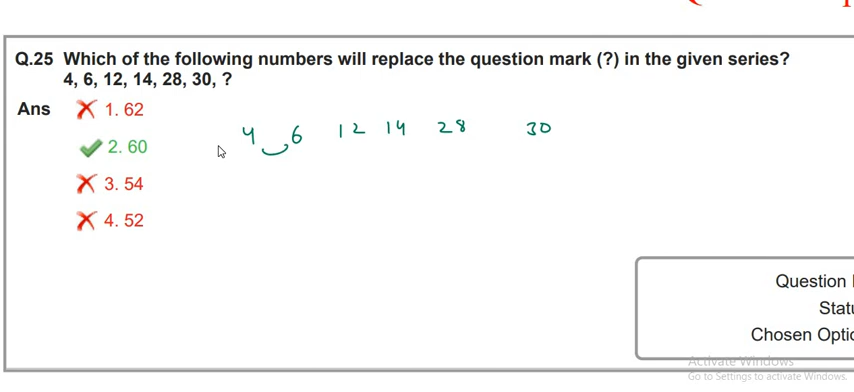 Q.25 Which of the following numbers will replace the question mark (?) in the given series?
4, 6, 12, 14, 28, 30, ?
Ans 1. 62
2. 60
3. 54
4. 52
4 6 12 14 28 30
Question
Chosen
Activate Windows
Go to Settings to activate Windows.